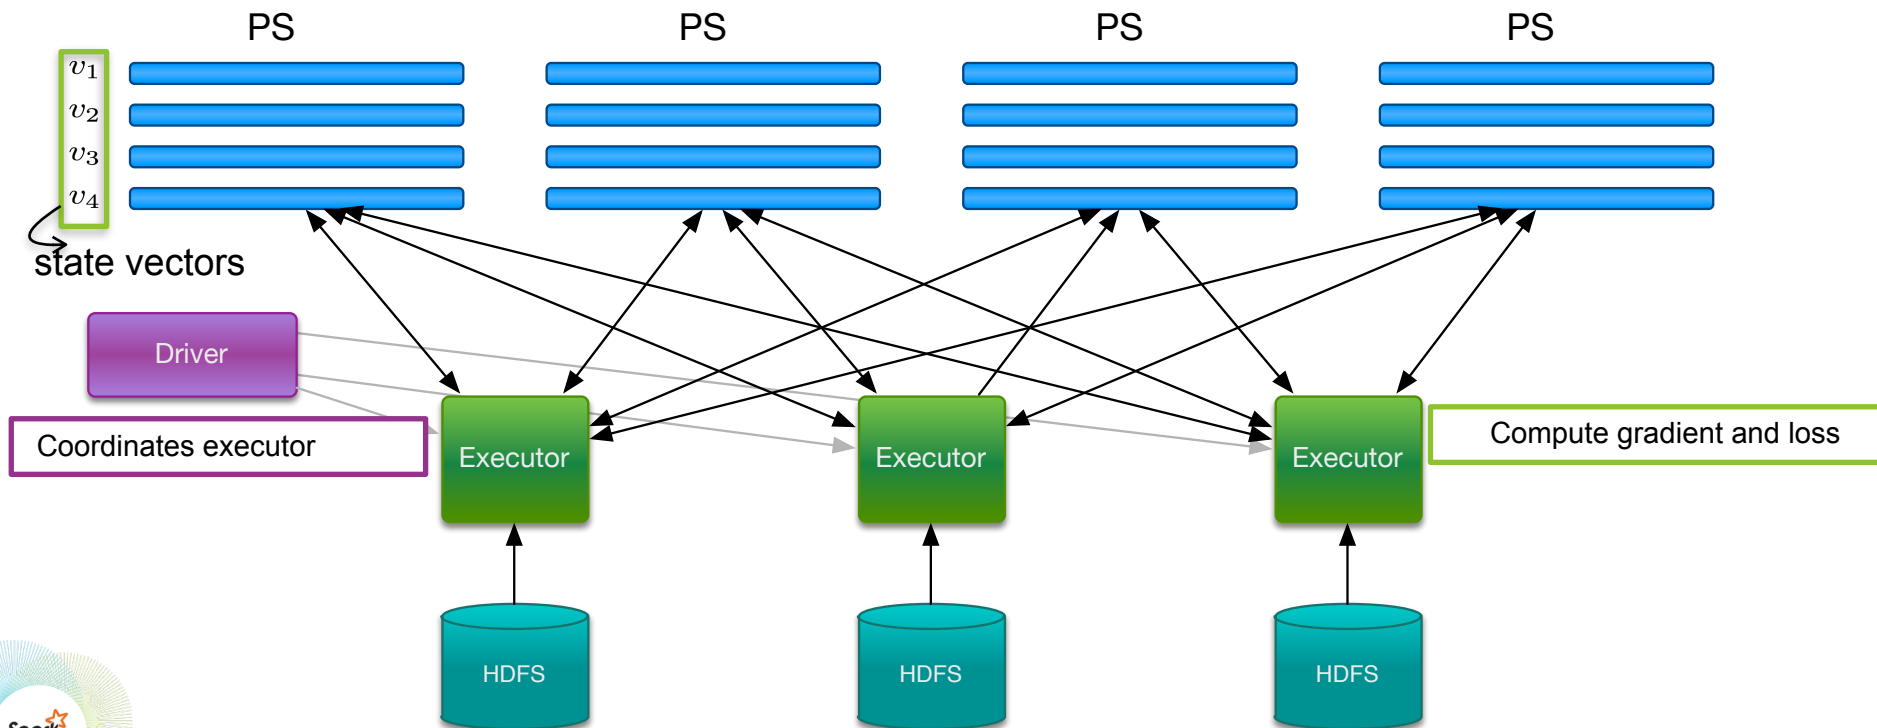 PS PS PS PS
v1
v2
v3
v4
state vectors
Driver
Coordinates executor
Executor Executor Executor
Compute gradient and loss
HDFS HDFS HDFS
Spark